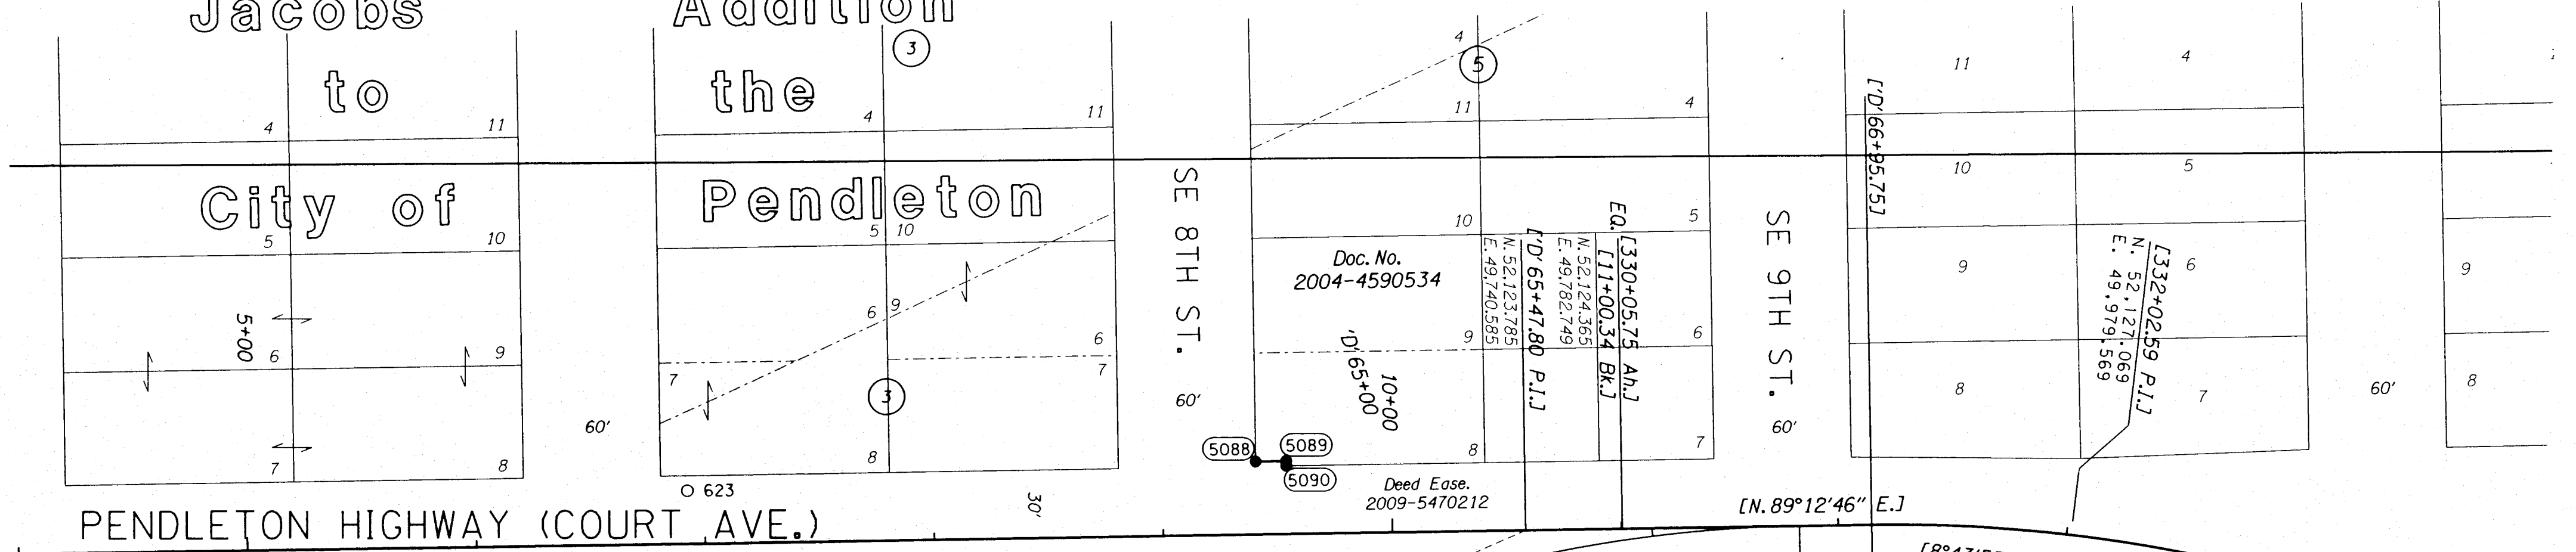 Jacobs Addition
to the
City of Pendleton
3
4
5
11
4
11
4
11
4
11
4
11
4
5
10
5 10
10
5
10
5
6
9
6 9
7
6
7
7
8
8
9
8
6
7
5
9
6
8
7
9
8
3
5+00
60'
O 623
30'
SE 8TH ST.
60'
Doc. No.
2004-4590534
'D' 65+00
10+00
5088
5089
5090
Deed Ease.
2009-5470212
N. 52,123.785
E. 49,740.585
['D' 65+47.80 P.I.]
N. 52,124.365
E. 49,782.749
EQ. [330+05.75 Ah.]
[11+00.34 Bk.]
SE 9TH ST.
60'
['D' 66+95.75]
[332+02.59 P.I.]
N. 52,127.069
E. 49,979.569
60'
[N. 89°12'46" E.]
PENDLETON HIGHWAY (COURT AVE.)